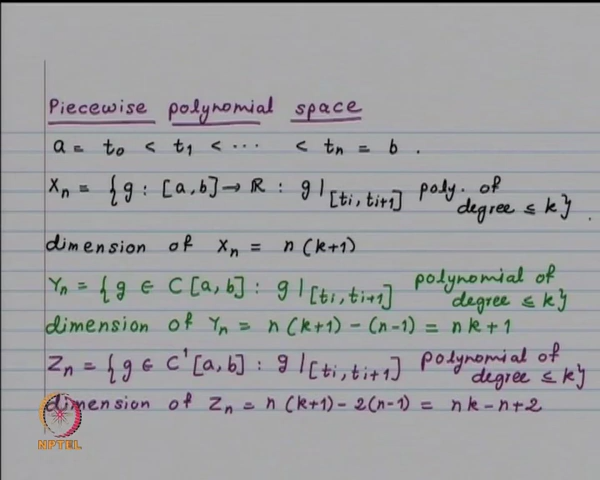 Piecewise polynomial space
a = t₀ < t₁ < ⋯ < tₙ = b .
Xₙ = { g : [a, b] → ℝ : g |[ti, ti+1] poly. of
degree ≤ k } .
dimension of Xₙ = n (k+1)
Yₙ = { g ∈ C [a, b] : g |[ti, ti+1] polynomial of
degree ≤ k }
dimension of Yₙ = n (k+1) - (n-1) = nk + 1
Zₙ = { g ∈ C¹ [a, b] : g |[ti, ti+1] polynomial of
degree ≤ k }
dimension of Zₙ = n (k+1) - 2(n-1) = nk - n + 2
NPTEL